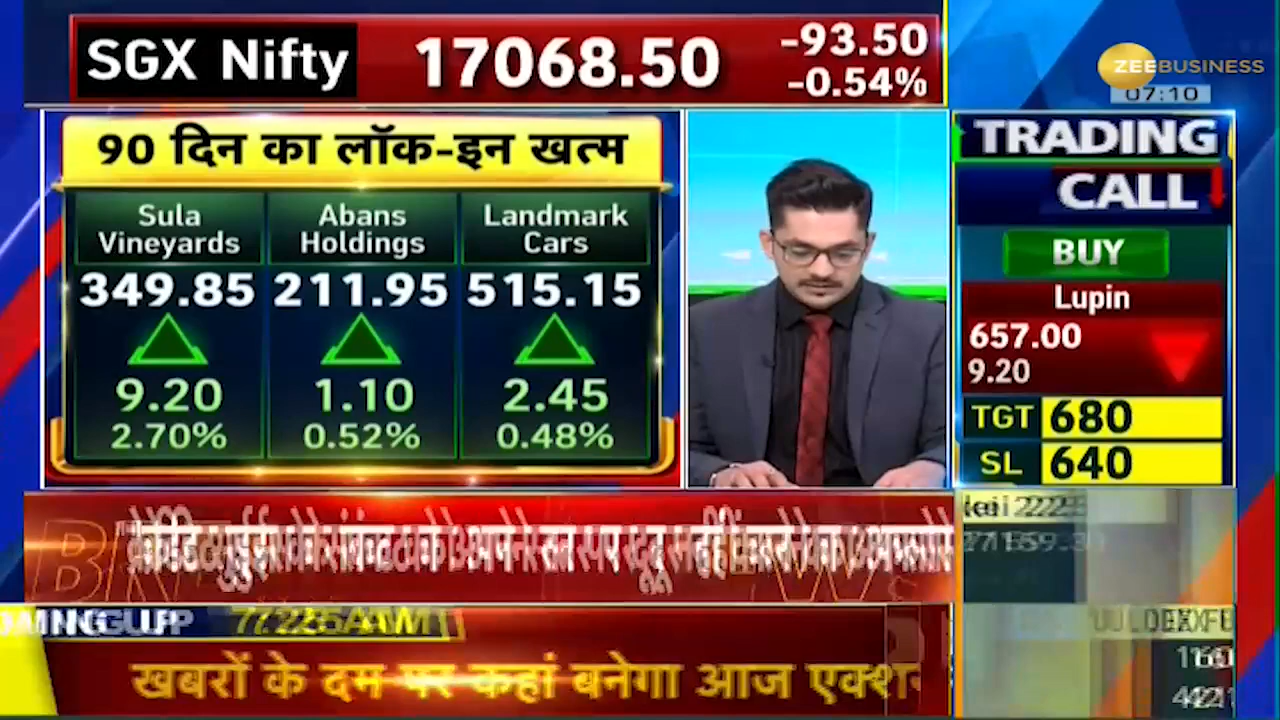 SGX Nifty
17068.50
-93.50
-0.54%
ZEEBUSINESS
07:10
90 दिन का लॉक-इन खत्म
Sula
Vineyards
349.85
9.20
2.70%
Abans
Holdings
211.95
1.10
0.52%
Landmark
Cars
515.15
2.45
0.48%
TRADING
CALL
BUY
Lupin
657.00
9.20
TGT 680
SL 640
खबरों के दम पर कहां बनेगा आज